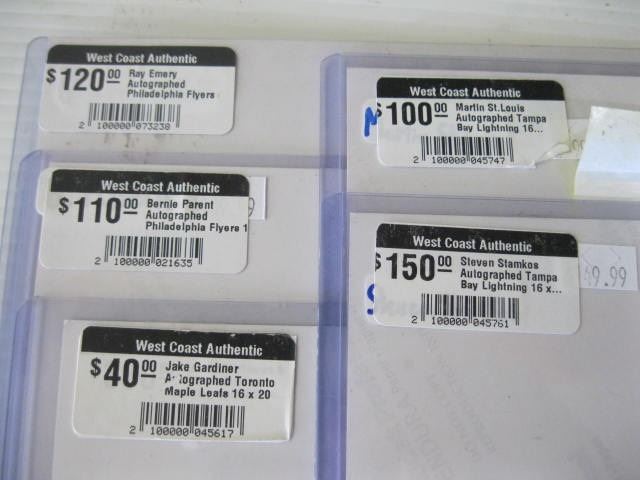 West Coast Authentic
$120.00 Ray Emery
Autographed
Philadelphia Flyers
2 100000 073238
West Coast Authentic
$110.00 Bernie Parent
Autographed
Philadelphia Flyers 1
2 100000 021635
9
West Coast Authentic
$40.00 Jake Gardiner
Autographed Toronto
Maple Leafs 16 x 20
2 100000 045617
West Coast Authentic
$100.00 Martin St.Louis
Autographed Tampa
Bay Lightning 16...
2 100000 045747
West Coast Authentic
$150.00 Steven Stamkos
Autographed Tampa
Bay Lightning 16 x...
2 100000 045761
9.99